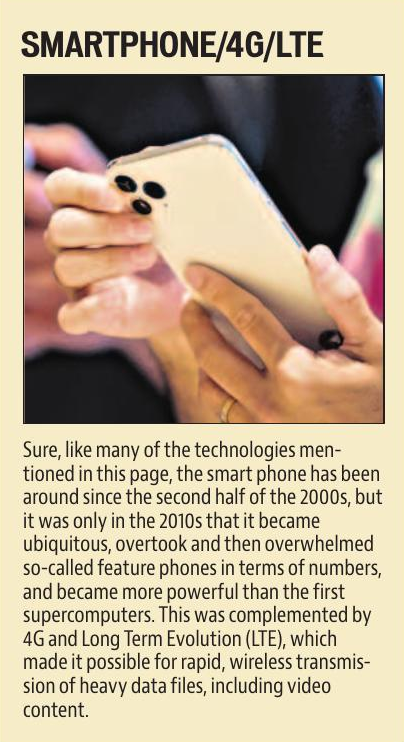 SMARTPHONE/4G/LTE
Sure, like many of the technologies men-
tioned in this page, the smart phone has been
around since the second half of the 2000s, but
it was only in the 2010s that it became
ubiquitous, overtook and then overwhelmed
so-called feature phones in terms of numbers,
and became more powerful than the first
supercomputers. This was complemented by
4G and Long Term Evolution (LTE), which
made it possible for rapid, wireless transmis-
sion of heavy data files, including video
content.